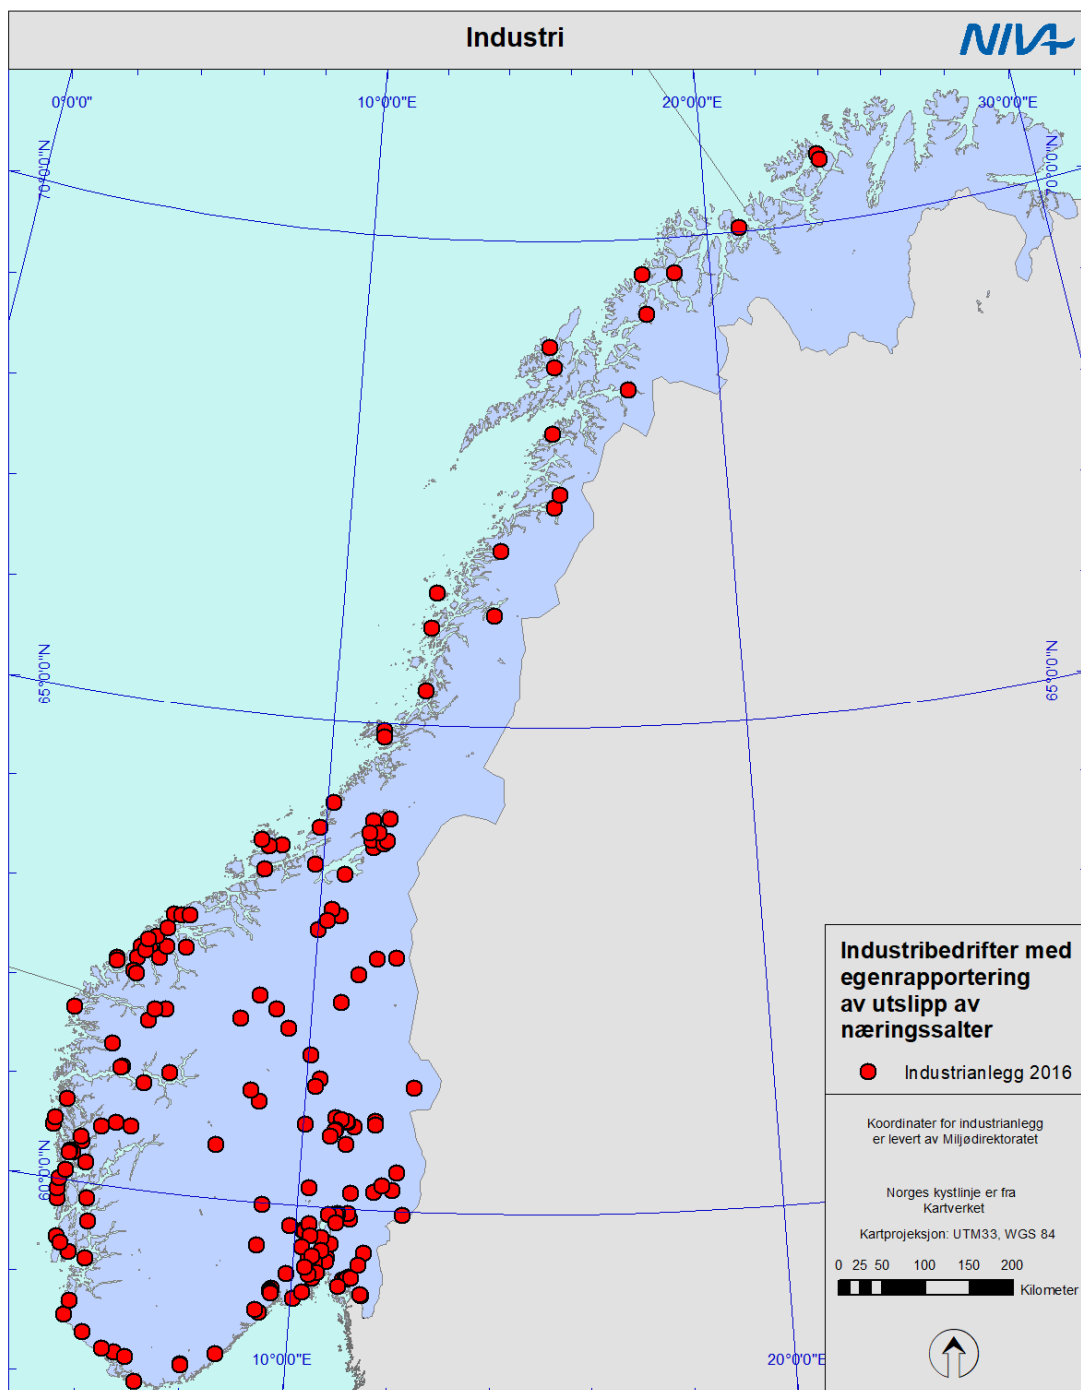 Industri
NIVA
0°0'0"
10°0'0"E
20°0'0"E
30°0'0"E
70°0'0"N
70°0'0"N
65°0'0"N
65°0'0"N
60°0'0"N
Industribedrifter med
egenrapportering
av utslipp av
næringssalter
Industrianlegg 2016
Koordinater for industrianlegg
er levert av Miljødirektoratet
Norges kystlinje er fra
Kartverket
Kartprojeksjon: UTM33, WGS 84
0 25 50 100 150 200
Kilometer
10°0'0"E
20°0'0"E